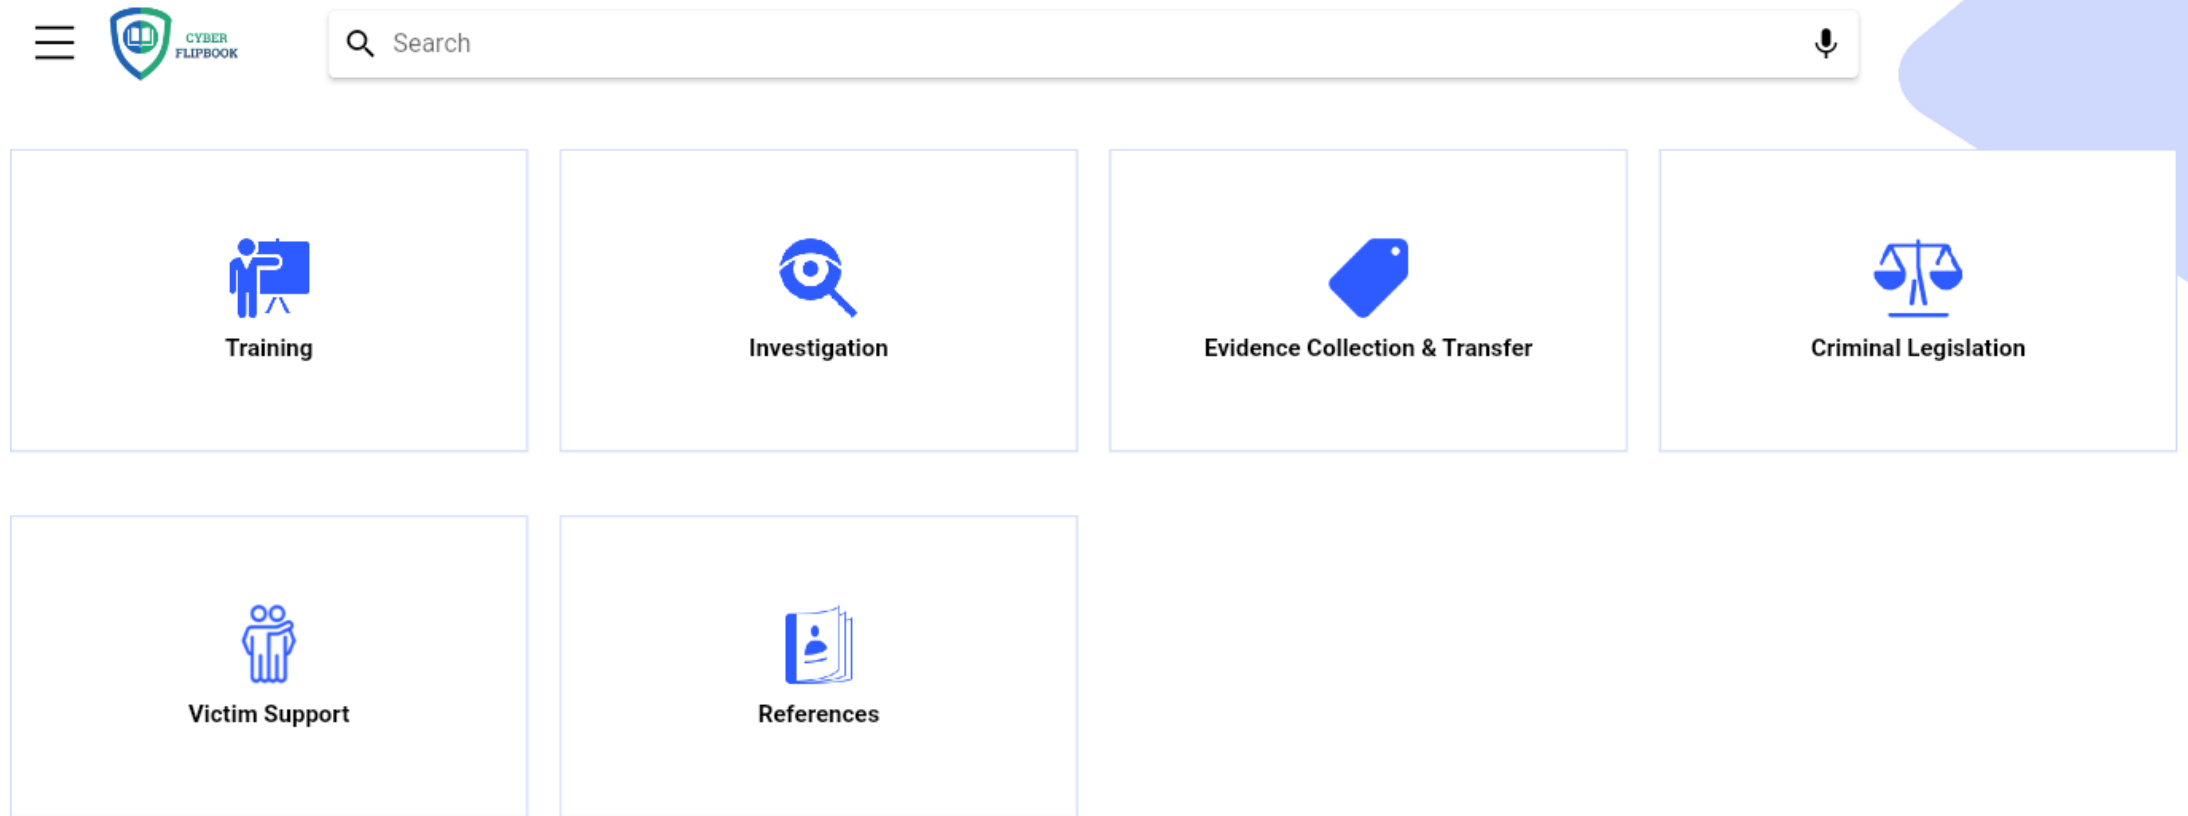 CYBER
FLIPBOOK
Search
Training
Investigation
Evidence Collection & Transfer
Criminal Legislation
Victim Support
References